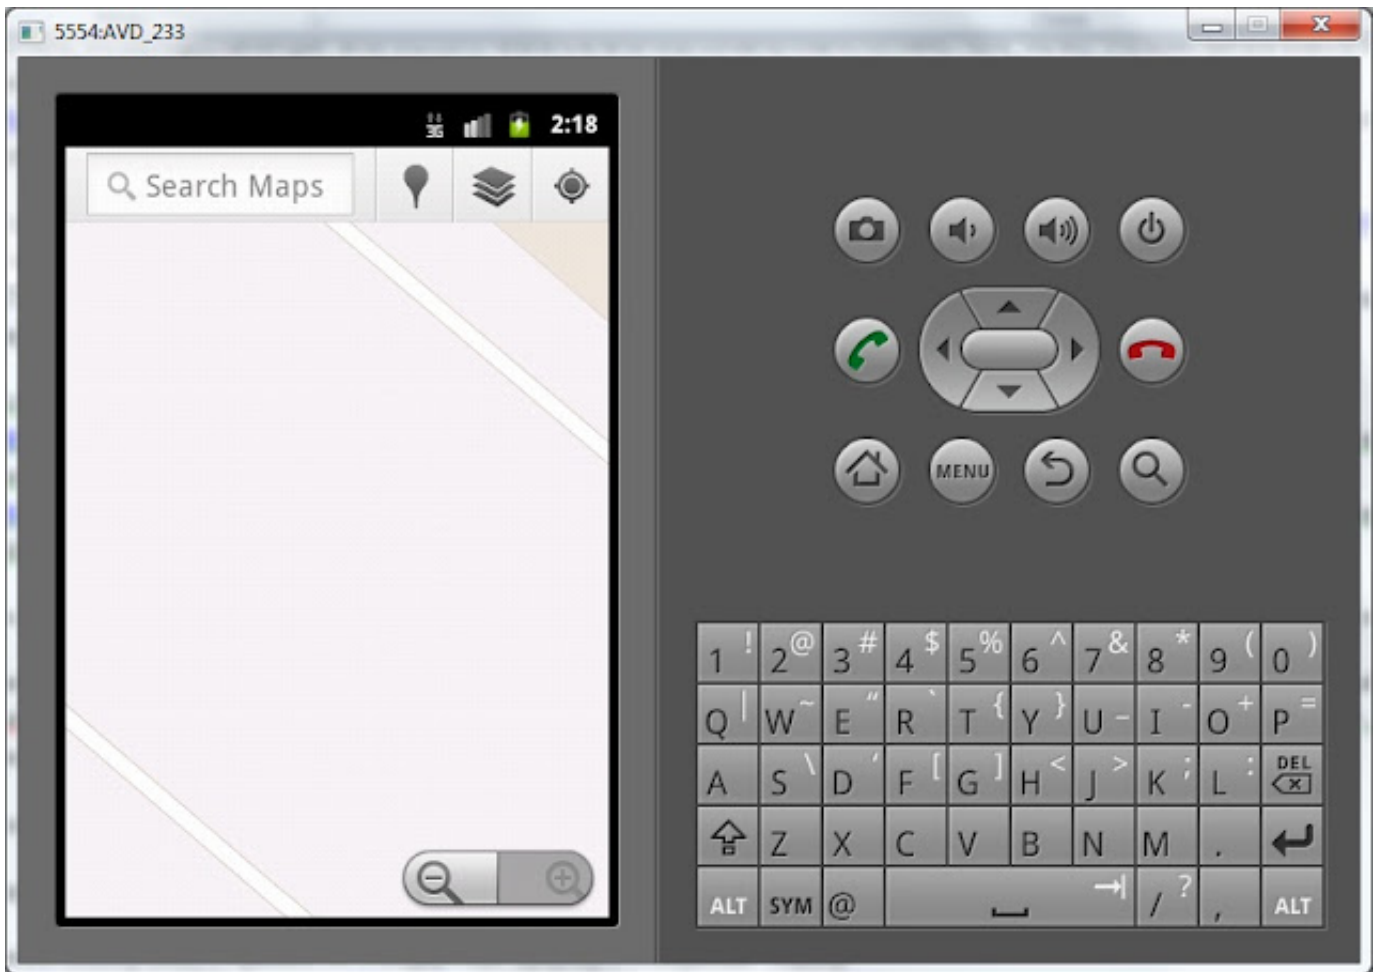 5554:AVD_233
3G 2:18
Search Maps
MENU
1 ! 2 @ 3 # 4 $ 5 % 6 ^ 7 & 8 * 9 ( 0 )
Q | W ~ E " R ` T { Y } U _ I - O + P =
A S \ D ' F [ G ] H < J > K ; L : DEL
Z X C V B N M .
ALT SYM @ / ? , ALT